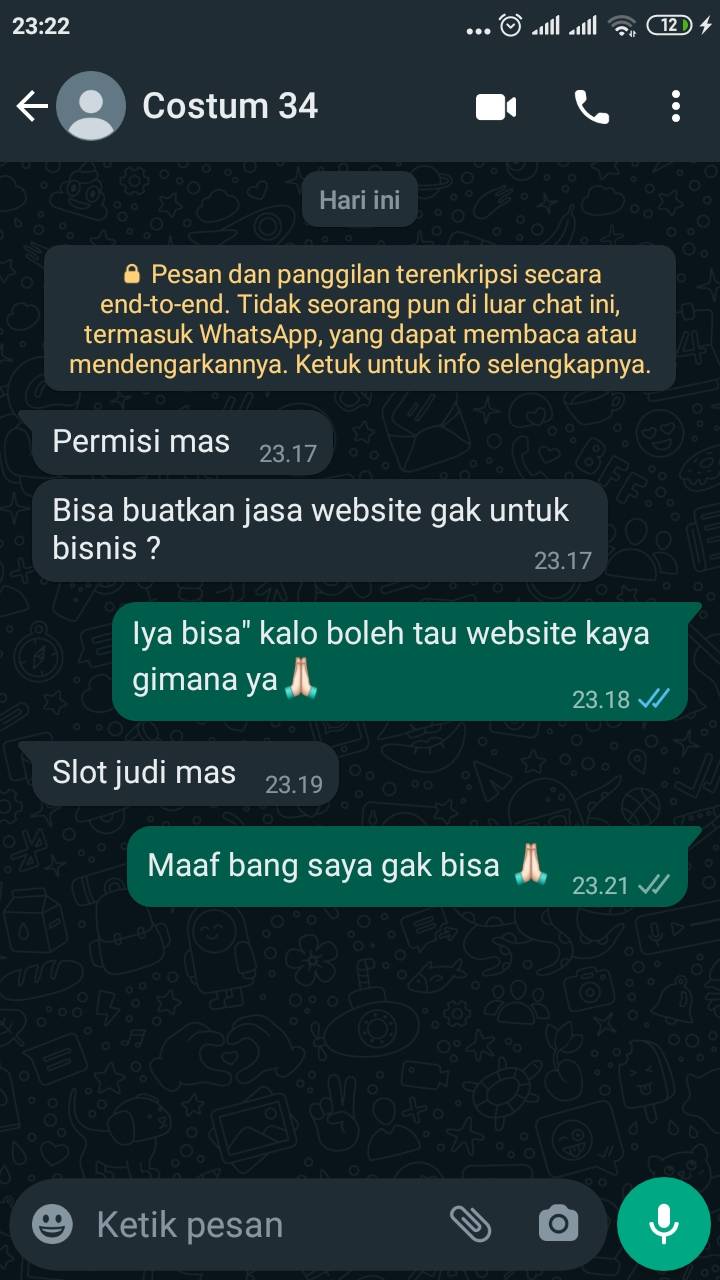 23:22
12
Costum 34
Hari ini
Pesan dan panggilan terenkripsi secara
end-to-end. Tidak seorang pun di luar chat ini,
termasuk WhatsApp, yang dapat membaca atau
mendengarkannya. Ketuk untuk info selengkapnya.
Permisi mas 23.17
Bisa buatkan jasa website gak untuk
bisnis ? 23.17
Iya bisa" kalo boleh tau website kaya
gimana ya🙏🏻 23.18
Slot judi mas 23.19
Maaf bang saya gak bisa 🙏🏻 23.21
Ketik pesan